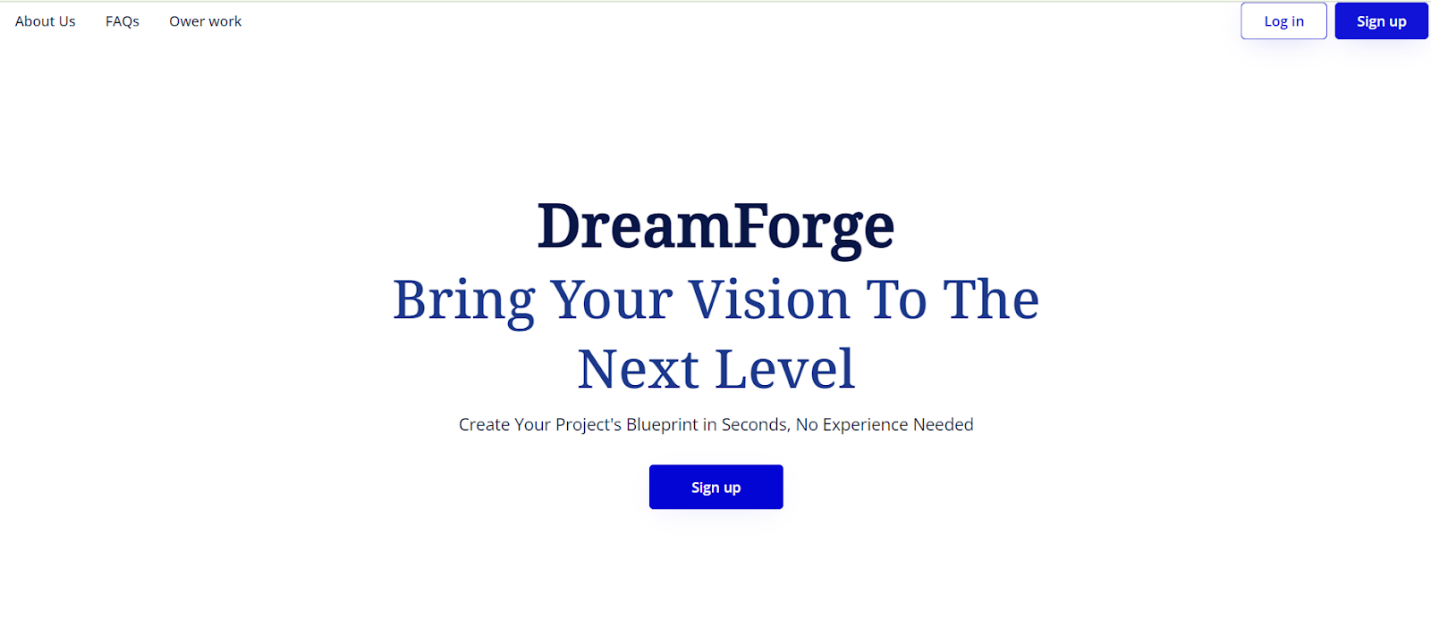 About Us FAQs Ower work Log in Sign up
DreamForge
Bring Your Vision To The
Next Level
Create Your Project's Blueprint in Seconds, No Experience Needed
Sign up